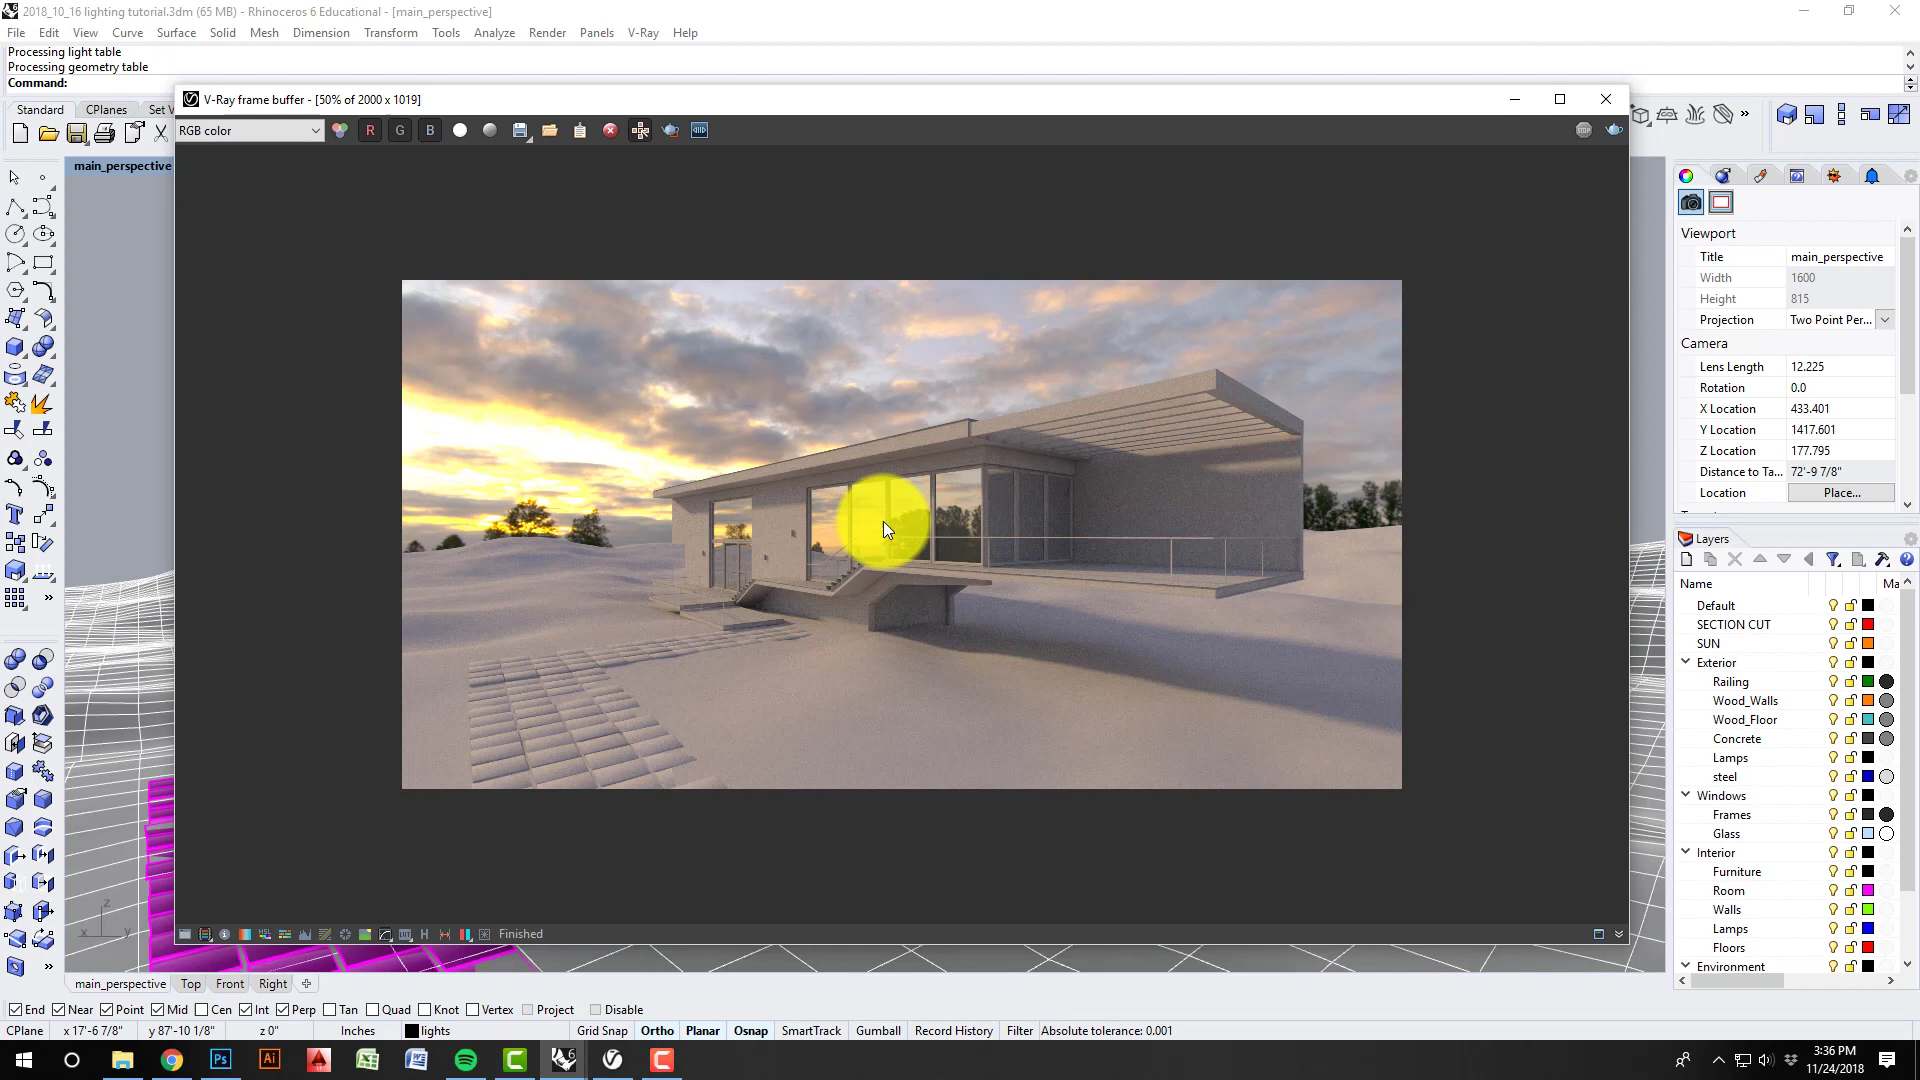 2018_10_16 lighting tutorial.3dm (65 MB) - Rhinoceros 6 Educational - [main_perspective]
File Edit View Curve Surface Solid Mesh Dimension Transform Tools Analyze Render Panels V-Ray Help
Processing light table
Processing geometry table
Command:
Standard CPlanes Set V
V-Ray frame buffer - [50% of 2000 x 1019]
RGB color R G B
STOP
main_perspective
Viewport
Title main_perspective
Width 1600
Height 815
Projection Two Point Per...
Camera
Lens Length 12.225
Rotation 0.0
X Location 433.401
Y Location 1417.601
Z Location 177.795
Distance to Ta... 72'-9 7/8"
Location Place...
Layers
Name Ma
Default
SECTION CUT
SUN
Exterior
Railing
Wood_Walls
Wood_Floor
Concrete
Lamps
steel
Windows
Frames
Glass
Interior
Furniture
Room
Walls
Lamps
Floors
Environment
z
x y
HSL LUT H Finished
main_perspective Top Front Right
End Near Point Mid Cen Int Perp Tan Quad Knot Vertex Project Disable
CPlane x 17'-6 7/8" y 87'-10 1/8" z 0" Inches lights Grid Snap Ortho Planar Osnap SmartTrack Gumball Record History Filter Absolute tolerance: 0.001
Ps Ai
3:36 PM
11/24/2018